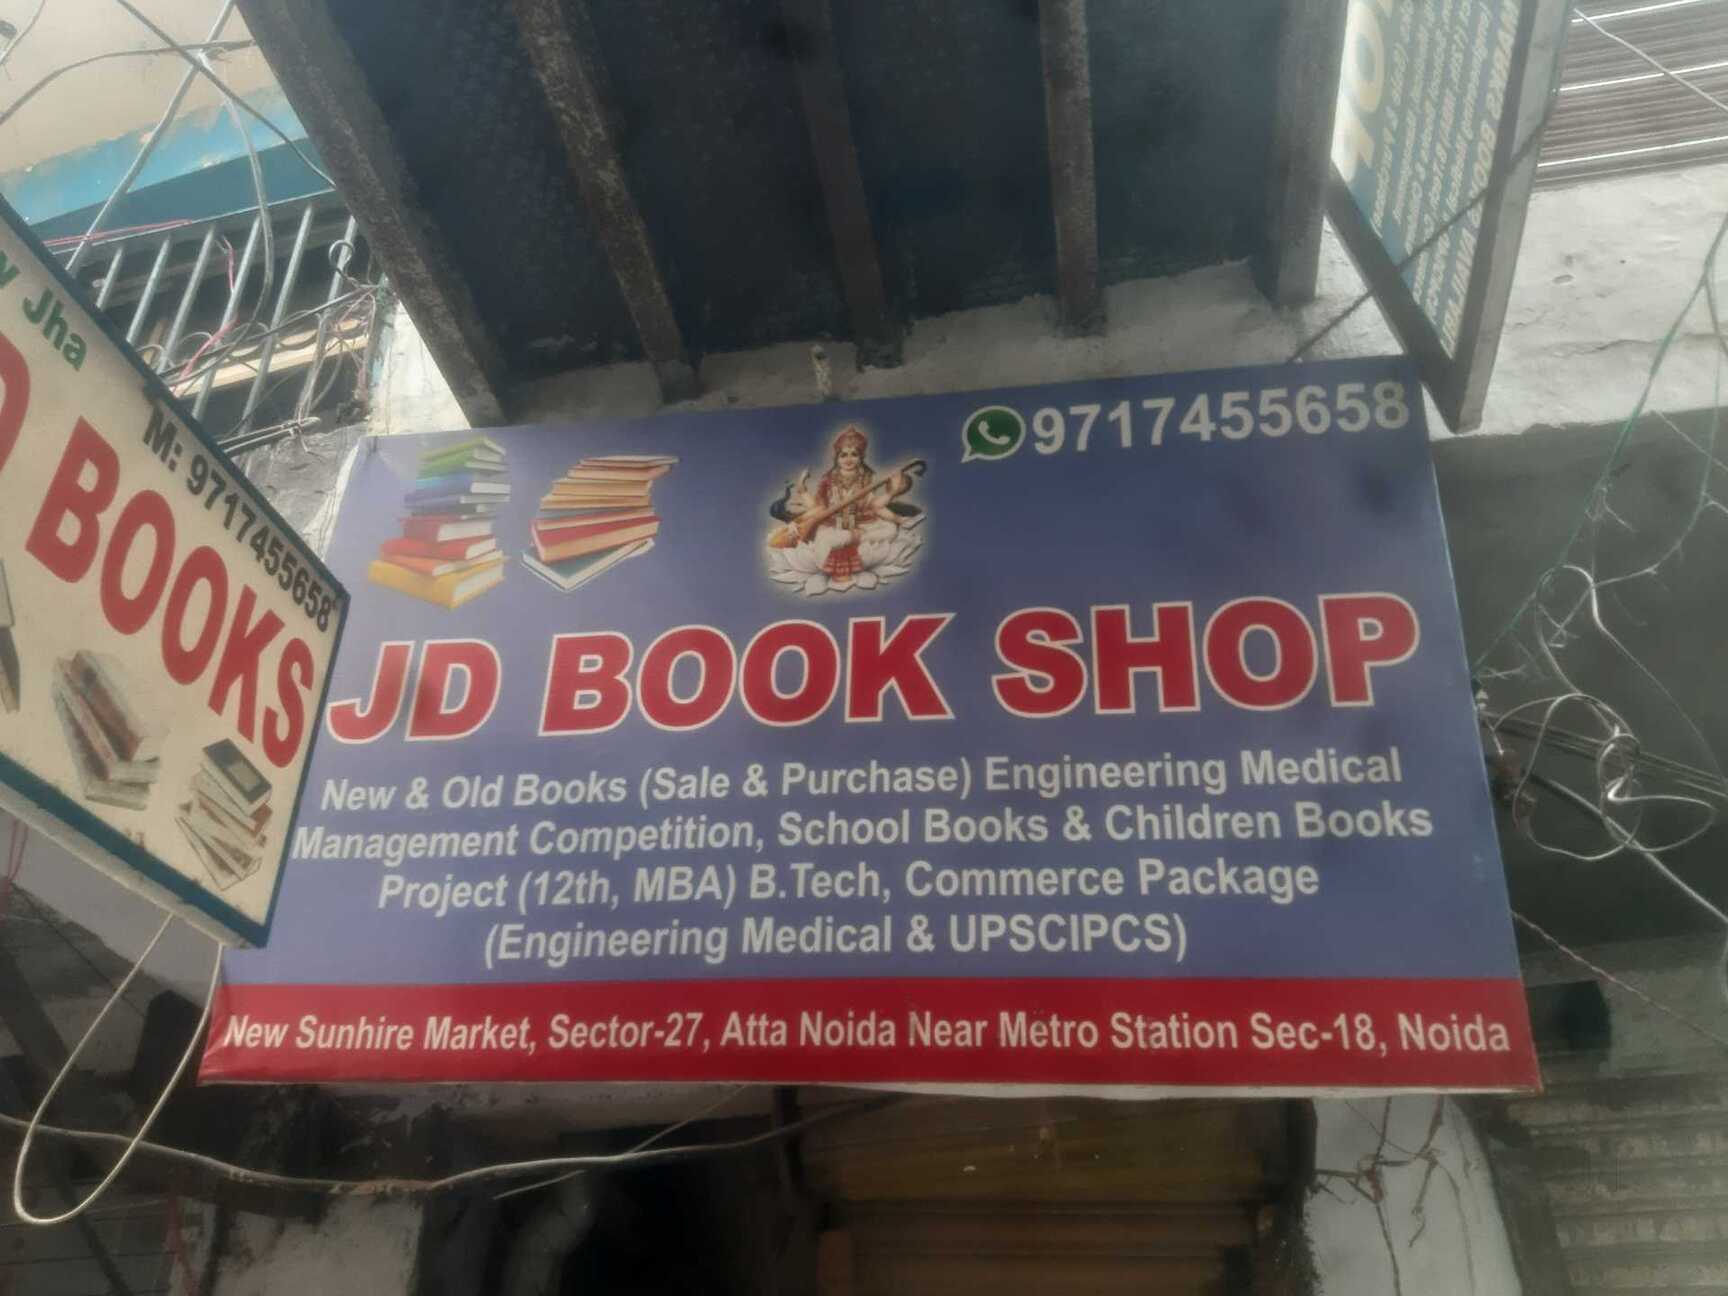 Jha
M: 9717455658
BOOKS
9717455658
JD BOOK SHOP
New & Old Books (Sale & Purchase) Engineering Medical
Management Competition, School Books & Children Books
Project (12th, MBA) B.Tech, Commerce Package
(Engineering Medical & UPSCIPCS)
New Sunhire Market, Sector-27, Atta Noida Near Metro Station Sec-18, Noida